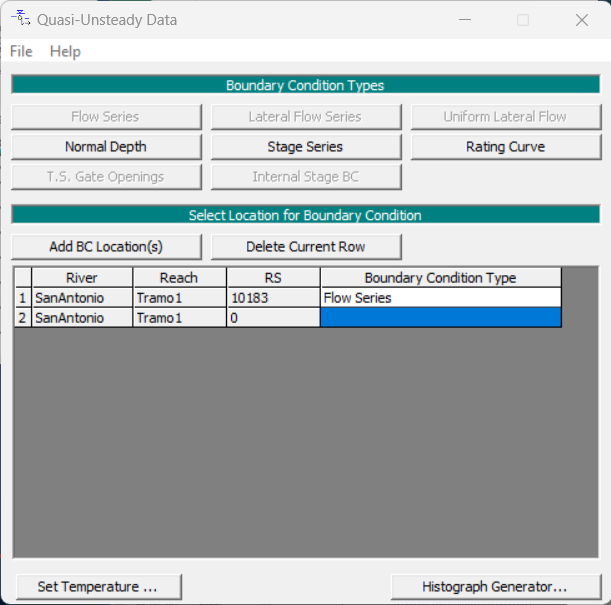 Quasi-Unsteady Data
File Help
Boundary Condition Types
Flow Series Lateral Flow Series Uniform Lateral Flow
Normal Depth Stage Series Rating Curve
T.S. Gate Openings Internal Stage BC
Select Location for Boundary Condition
Add BC Location(s) Delete Current Row
River Reach RS Boundary Condition Type
1 SanAntonio Tramo1 10183 Flow Series
2 SanAntonio Tramo1 0
Set Temperature ... Histograph Generator...